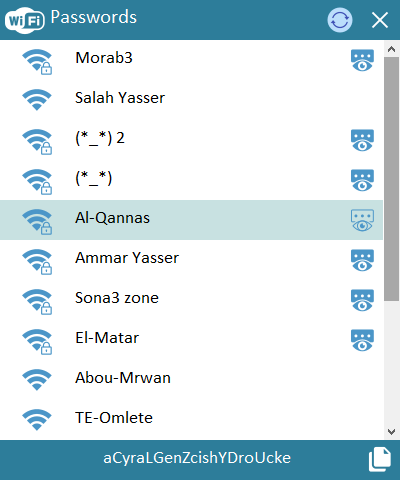 WiFi Passwords
Morab3
Salah Yasser
(*_*) 2
(*_*)
Al-Qannas
Ammar Yasser
Sona3 zone
El-Matar
Abou-Mrwan
TE-Omlete
aCyraLGenZcishYDroUcke